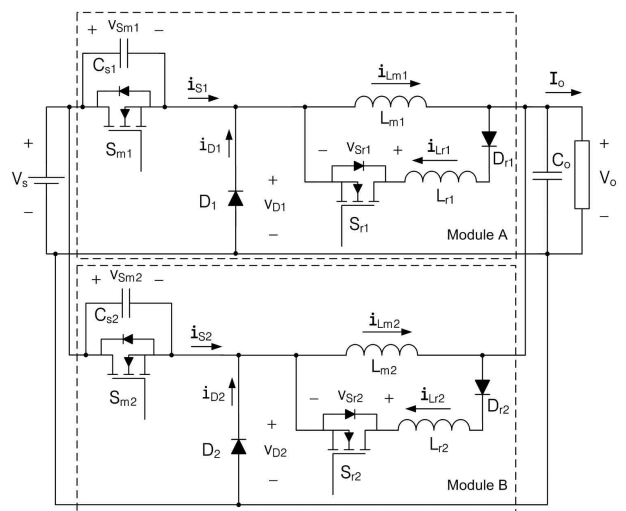 + vSm1 −
Cs1
iS1
iLm1
Io
Sm1
Lm1
+
Vs
−
iD1
− vSr1 +
iLr1
Dr1
Co
+
Vo
−
D1
+
vD1
−
Sr1
Lr1
Module A
+ vSm2 −
Cs2
iS2
iLm2
Sm2
Lm2
iD2
− vSr2 +
iLr2
Dr2
D2
+
vD2
−
Sr2
Lr2
Module B